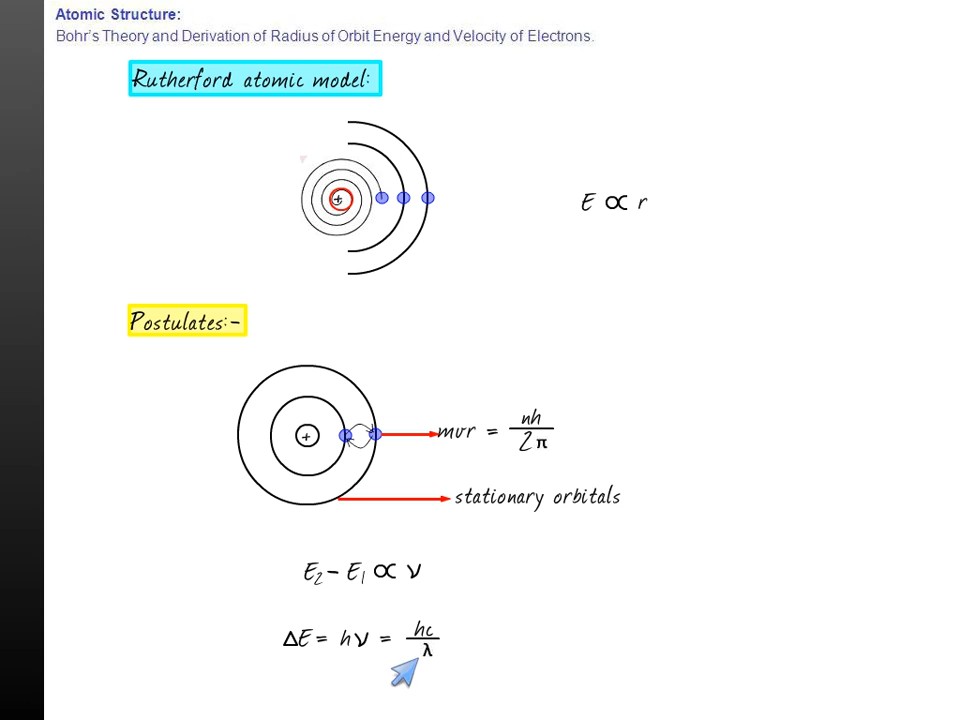 Atomic Structure:
Bohr's Theory and Derivation of Radius of Orbit Energy and Velocity of Electrons.
Rutherford atomic model:
+
E ∝ r
Postulates:-
+
mvr = nh/2π
stationary orbitals
E₂ – E₁ ∝ ν
ΔE = hν = hc/λ